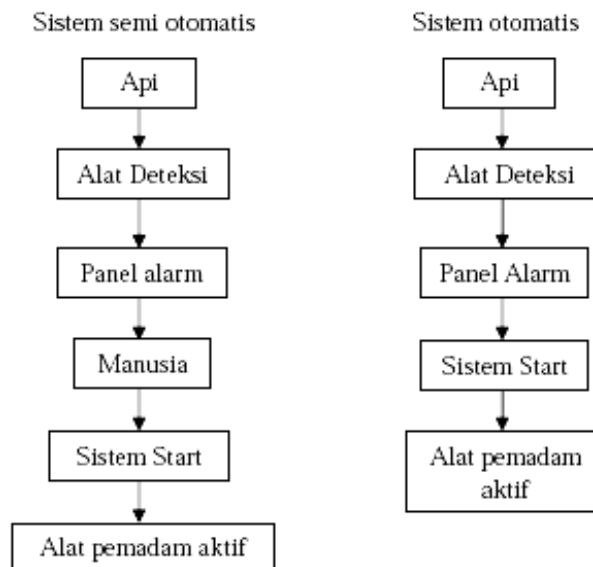 Sistem semi otomatis
Api
Alat Deteksi
Panel alarm
Manusia
Sistem Start
Alat pemadam aktif
Sistem otomatis
Api
Alat Deteksi
Panel Alarm
Sistem Start
Alat pemadam
aktif